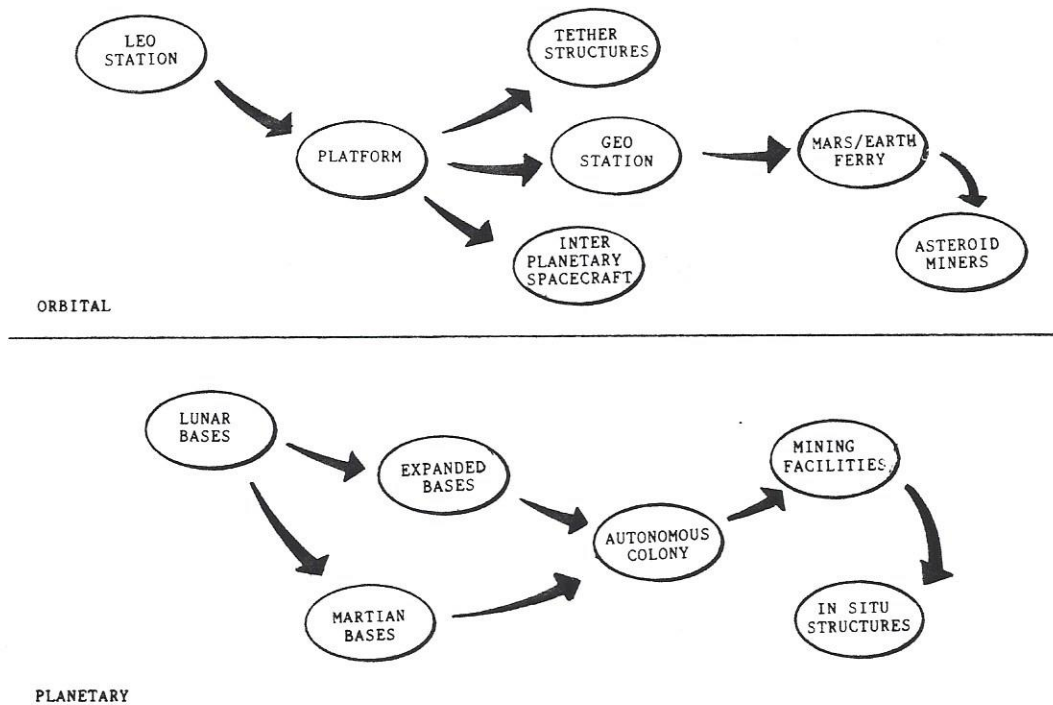 LEO
STATION
TETHER
STRUCTURES
PLATFORM
GEO
STATION
MARS/EARTH
FERRY
INTER
PLANETARY
SPACECRAFT
ASTEROID
MINERS
ORBITAL
LUNAR
BASES
EXPANDED
BASES
MINING
FACILITIES
AUTONOMOUS
COLONY
MARTIAN
BASES
IN SITU
STRUCTURES
PLANETARY